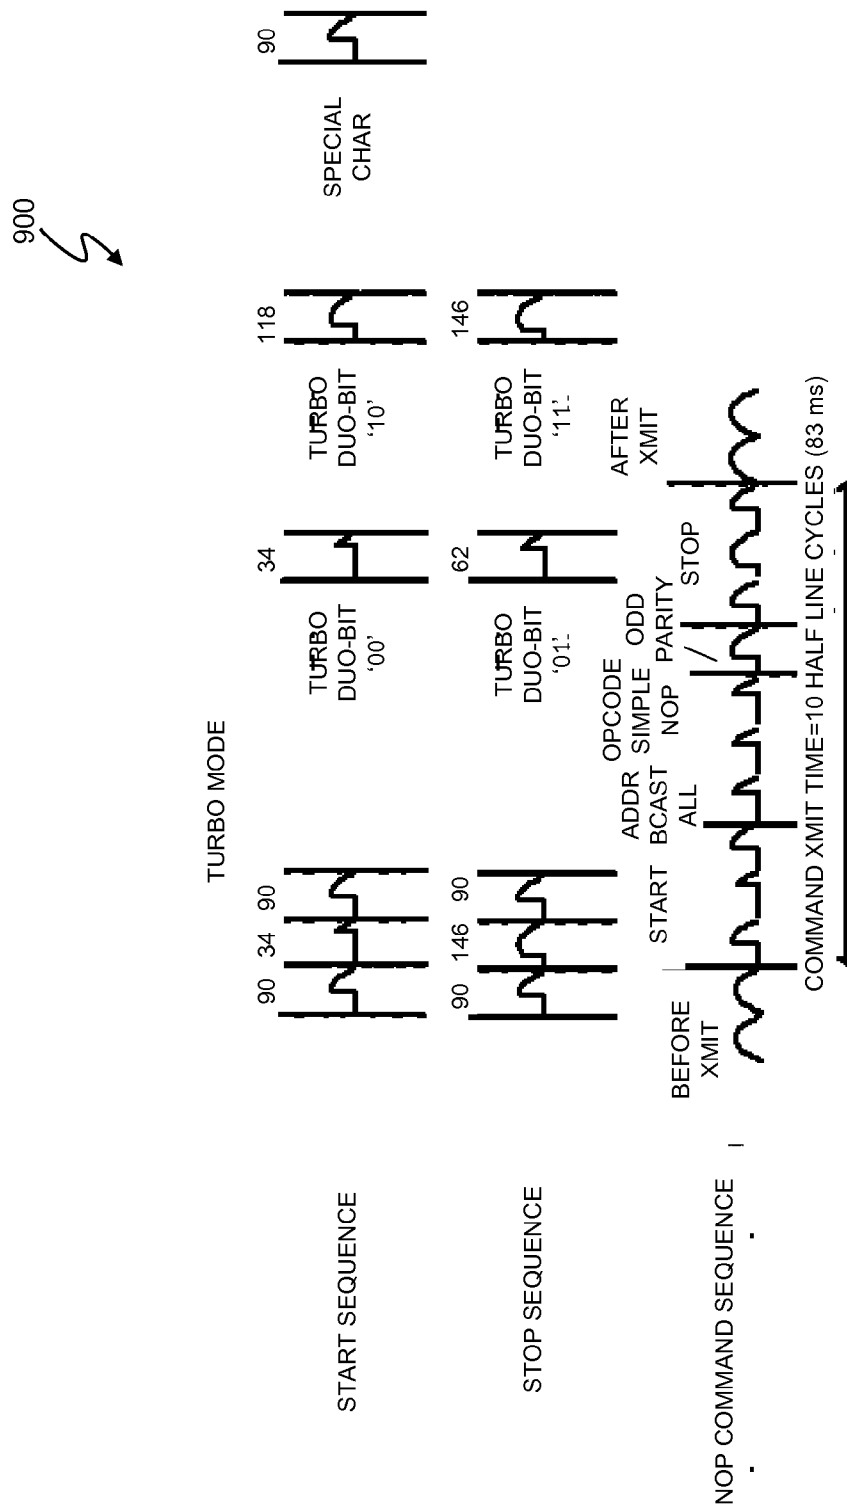 900
TURBO MODE
START SEQUENCE
90
34
90
TURBO
DUO-BIT
'00'
34
TURBO
DUO-BIT
'10'
118
SPECIAL
CHAR
90
STOP SEQUENCE
90
146
90
TURBO
DUO-BIT
'01'
62
TURBO
DUO-BIT
'11'
146
NOP COMMAND SEQUENCE
BEFORE
XMIT
START
ADDR
BCAST
ALL
OPCODE
SIMPLE
NOP
ODD
PARITY
STOP
AFTER
XMIT
COMMAND XMIT TIME=10 HALF LINE CYCLES (83 ms)